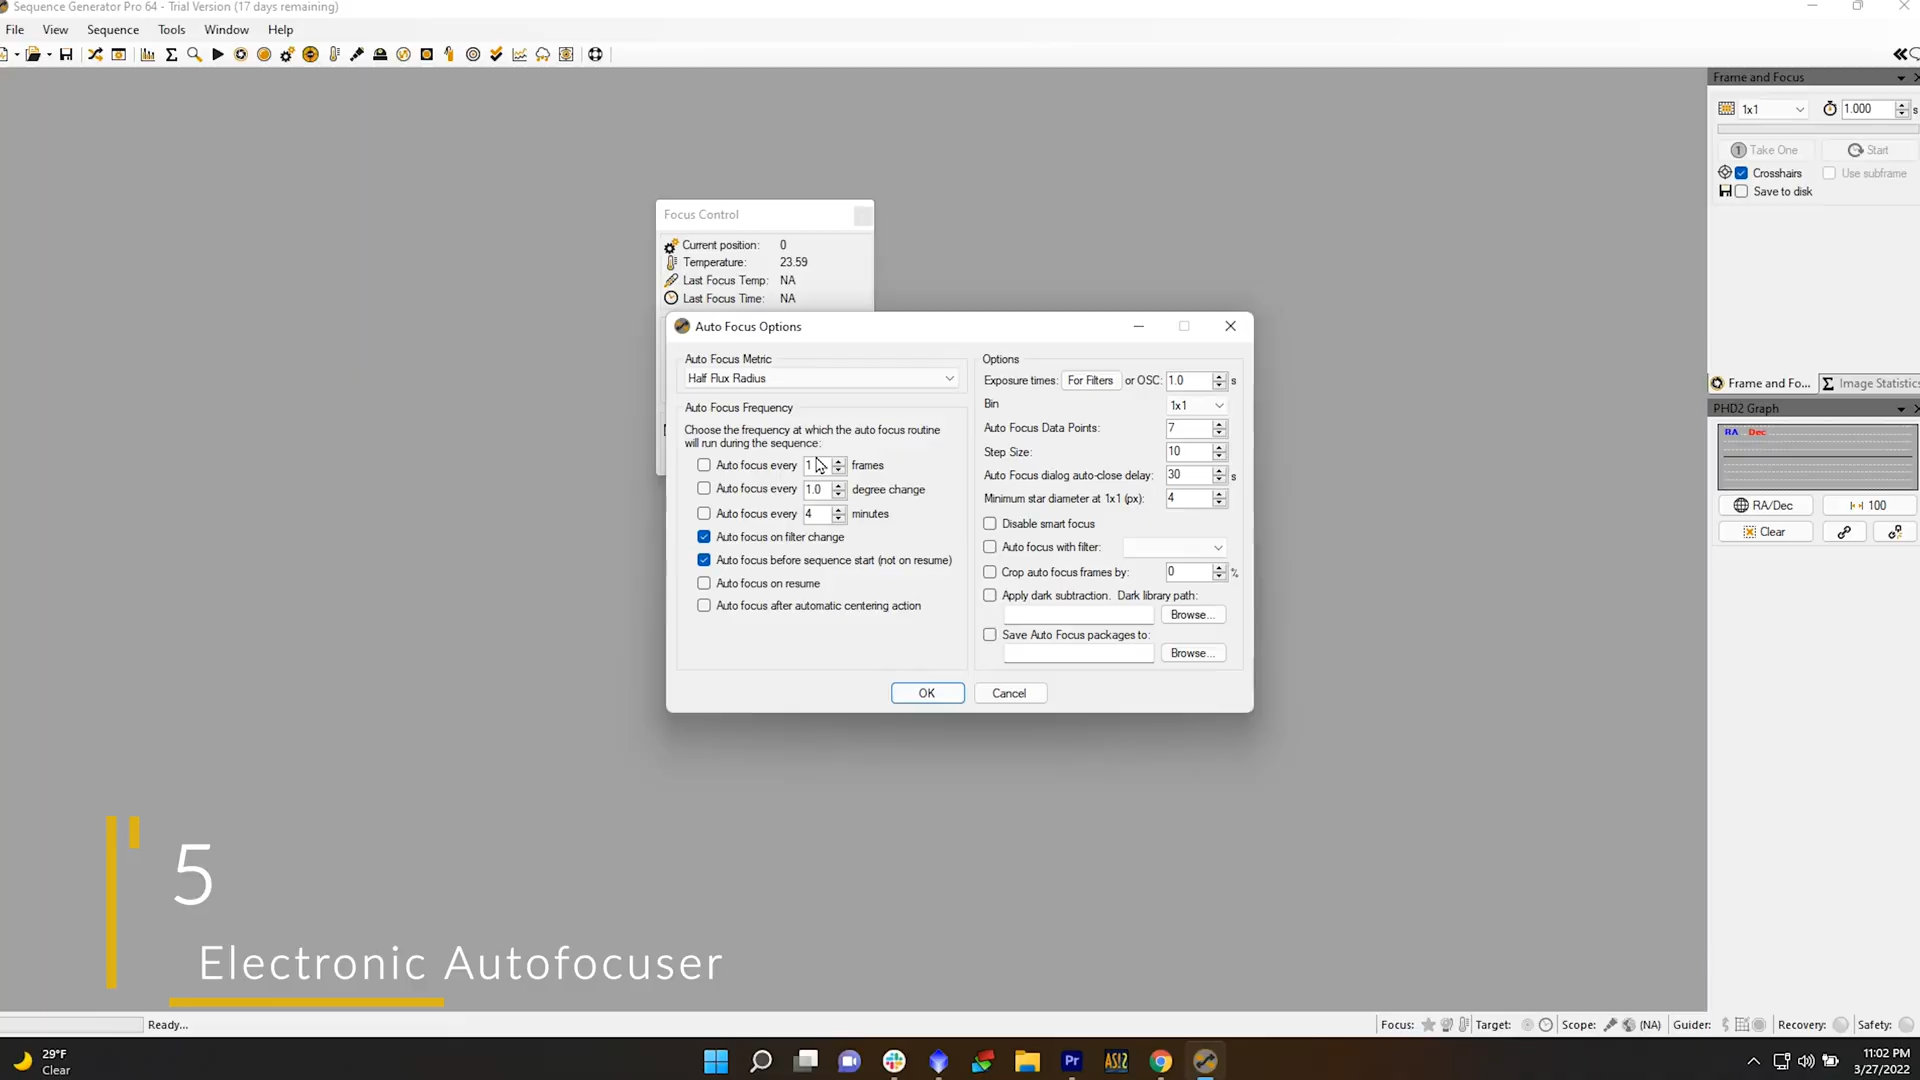 Sequence Generator Pro 64 - Trial Version (17 days remaining)
File View Sequence Tools Window Help
Frame and Focus
1x1 1.000 s
1 Take One Start
Crosshairs Use subframe
Save to disk
Focus Control
Current position: 0
Temperature: 23.59
Last Focus Temp: NA
Last Focus Time: NA
Auto Focus Options
Auto Focus Metric
Half Flux Radius
Auto Focus Frequency
Choose the frequency at which the auto focus routine
will run during the sequence:
Auto focus every 1 frames
Auto focus every 1.0 degree change
Auto focus every 4 minutes
Auto focus on filter change
Auto focus before sequence start (not on resume)
Auto focus on resume
Auto focus after automatic centering action
Options
Exposure times: For Filters or OSC: 1.0 s
Bin 1x1
Auto Focus Data Points: 7
Step Size: 10
Auto Focus dialog auto-close delay: 30 s
Minimum star diameter at 1x1 (px): 4
Disable smart focus
Auto focus with filter:
Crop auto focus frames by: 0 %
Apply dark subtraction. Dark library path:
Browse...
Save Auto Focus packages to:
Browse...
OK Cancel
Frame and Fo... Image Statistics
PHD2 Graph
RA Dec
RA/Dec 100
Clear
5
Electronic Autofocuser
Ready...
Focus: Target: Scope: (NA) Guider: Recovery: Safety:
29°F
Clear
Pr
ASI2
11:02 PM
3/27/2022